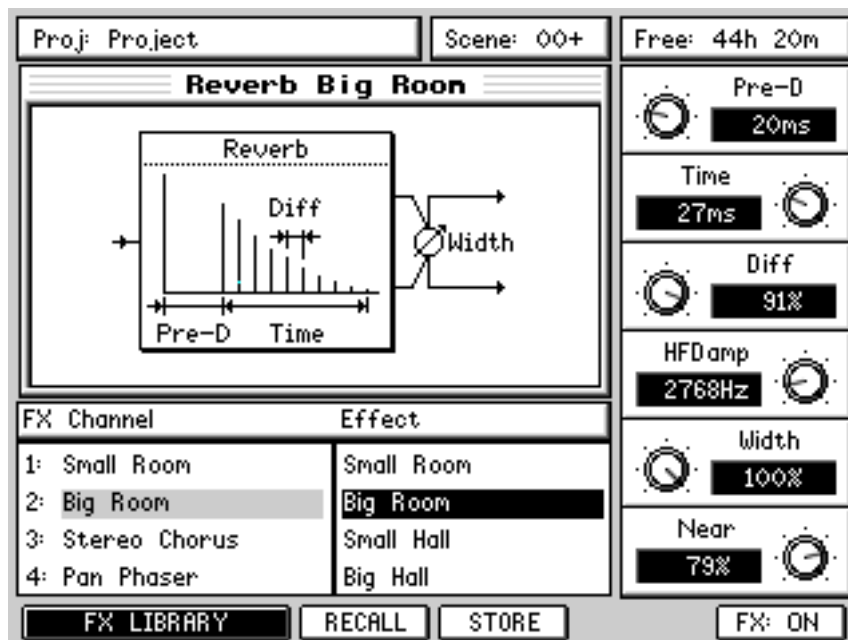 Proj: Project
Scene: 00+
Free: 44h 20m
Reverb Big Roon
Reverb
Diff
Width
Pre-D
Time
Pre-D
20ms
Time
27ms
Diff
91%
HFDamp
2768Hz
Width
100%
Near
79%
FX Channel
Effect
1: Small Room
Small Room
2: Big Room
Big Room
3: Stereo Chorus
Small Hall
4: Pan Phaser
Big Hall
FX LIBRARY
RECALL
STORE
FX: ON